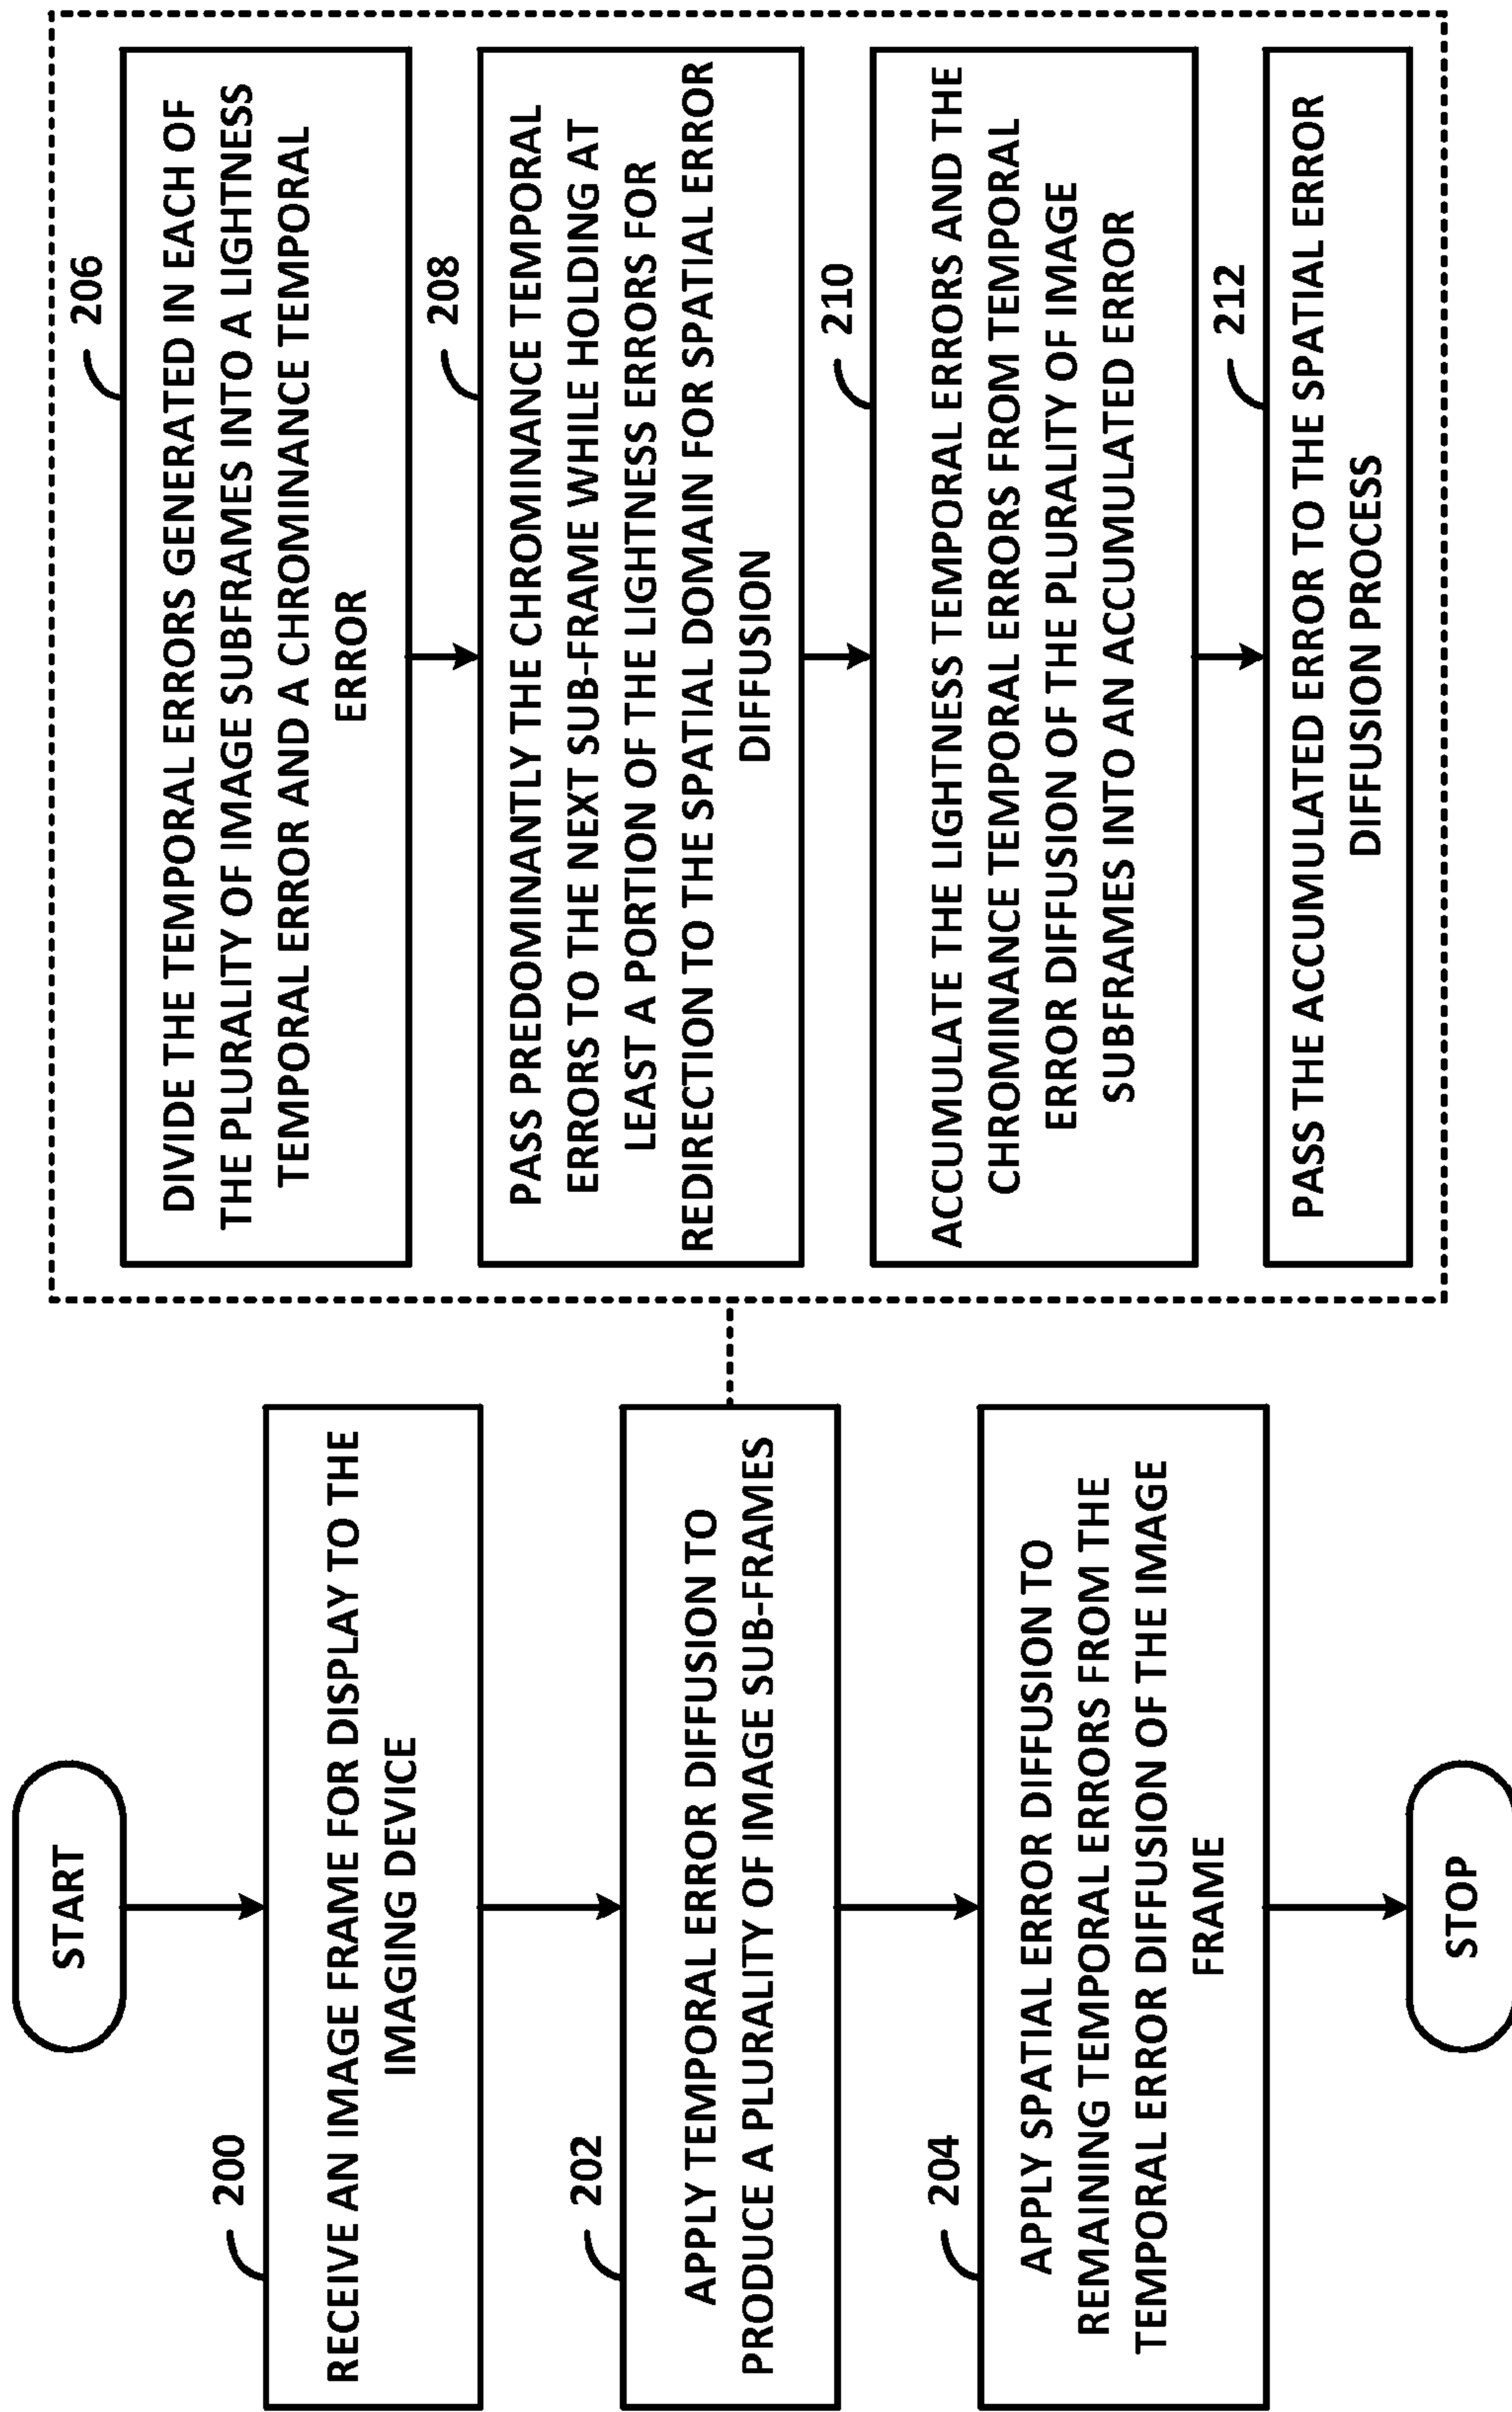 START
200
RECEIVE AN IMAGE FRAME FOR DISPLAY TO THE
IMAGING DEVICE
202
APPLY TEMPORAL ERROR DIFFUSION TO
PRODUCE A PLURALITY OF IMAGE SUB-FRAMES
204
APPLY SPATIAL ERROR DIFFUSION TO
REMAINING TEMPORAL ERRORS FROM THE
TEMPORAL ERROR DIFFUSION OF THE IMAGE
FRAME
STOP
206
DIVIDE THE TEMPORAL ERRORS GENERATED IN EACH OF
THE PLURALITY OF IMAGE SUBFRAMES INTO A LIGHTNESS
TEMPORAL ERROR AND A CHROMINANCE TEMPORAL
ERROR
208
PASS PREDOMINANTLY THE CHROMINANCE TEMPORAL
ERRORS TO THE NEXT SUB-FRAME WHILE HOLDING AT
LEAST A PORTION OF THE LIGHTNESS ERRORS FOR
REDIRECTION TO THE SPATIAL DOMAIN FOR SPATIAL ERROR
DIFFUSION
210
ACCUMULATE THE LIGHTNESS TEMPORAL ERRORS AND THE
CHROMINANCE TEMPORAL ERRORS FROM TEMPORAL
ERROR DIFFUSION OF THE PLURALITY OF IMAGE
SUBFRAMES INTO AN ACCUMULATED ERROR
212
PASS THE ACCUMULATED ERROR TO THE SPATIAL ERROR
DIFFUSION PROCESS